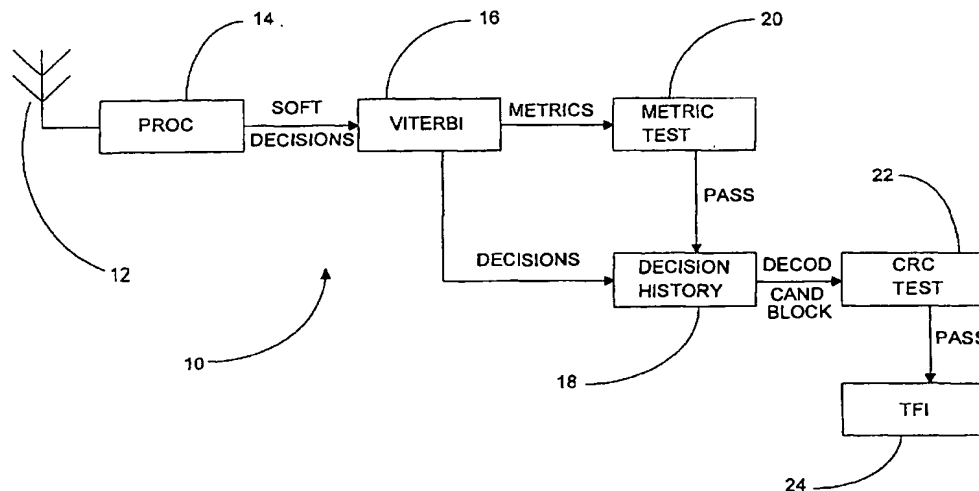 14
16
20
PROC
SOFT
DECISIONS
VITERBI
METRICS
METRIC
TEST
22
PASS
12
DECISIONS
DECISION
HISTORY
DECOD
CAND
BLOCK
CRC
TEST
10
18
PASS
TFI
24